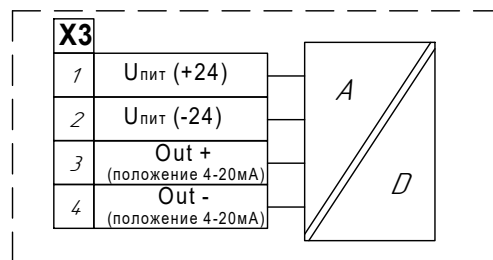 X3
1 Uпит (+24)
2 Uпит (-24)
3 Out +
(положение 4-20мА)
4 Out -
(положение 4-20мА)
A
D